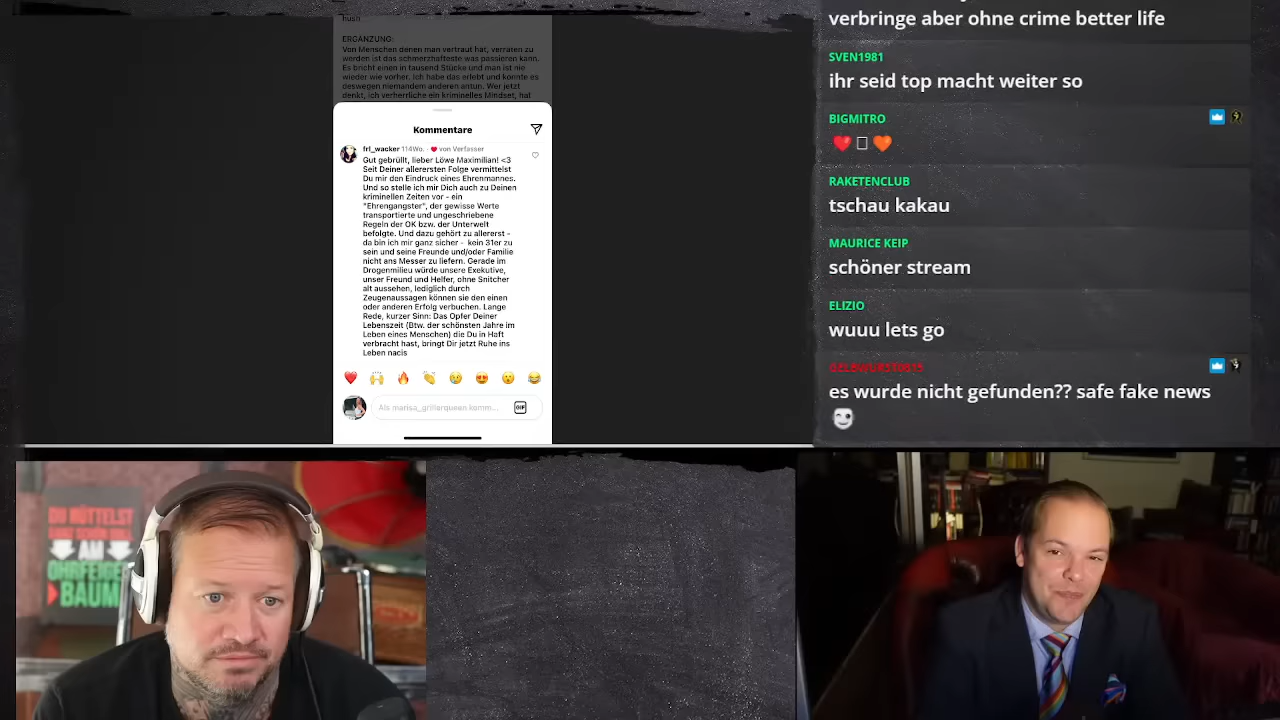 hush
ERGÄNZUNG:
Von Menschen denen man vertraut hat, verraten zu
werden ist das schmerzhafteste was passieren kann.
Es bricht einen in tausend Stücke und man ist nie
wieder wie vorher. Ich habe das erlebt und konnte es
deswegen niemandem anderen antun. Wer jetzt
denkt, ich verherrliche ein kriminelles Mindset, hat
Kommentare
frl_wacker 114Wo. · ❤ von Verfasser
Gut gebrüllt, lieber Löwe Maximilian! <3
Seit Deiner allerersten Folge vermittelst
Du mir den Eindruck eines Ehrenmannes.
Und so stelle ich mir Dich auch zu Deinen
kriminellen Zeiten vor - ein
"Ehrengangster", der gewisse Werte
transportierte und ungeschriebene
Regeln der OK bzw. der Unterwelt
befolgte. Und dazu gehört zu allererst -
da bin ich mir ganz sicher - kein 31er zu
sein und seine Freunde und/oder Familie
nicht ans Messer zu liefern. Gerade im
Drogenmilieu würde unsere Exekutive,
unser Freund und Helfer, ohne Snitcher
alt aussehen, lediglich durch
Zeugenaussagen können sie den einen
oder anderen Erfolg verbuchen. Lange
Rede, kurzer Sinn: Das Opfer Deiner
Lebenszeit (Btw. der schönsten Jahre im
Leben eines Menschen) die Du in Haft
verbracht hast, bringt Dir jetzt Ruhe ins
Leben nacis
Als marisa_grillerqueen komm...
GIF
verbringe aber ohne crime better life
SVEN1981
ihr seid top macht weiter so
BIGMITRO
RAKETENCLUB
tschau kakau
MAURICE KEIP
schöner stream
ELIZIO
wuuu lets go
es wurde nicht gefunden?? safe fake news
DU RÜTTELST
AM
OHRFEIGEN
BAUM